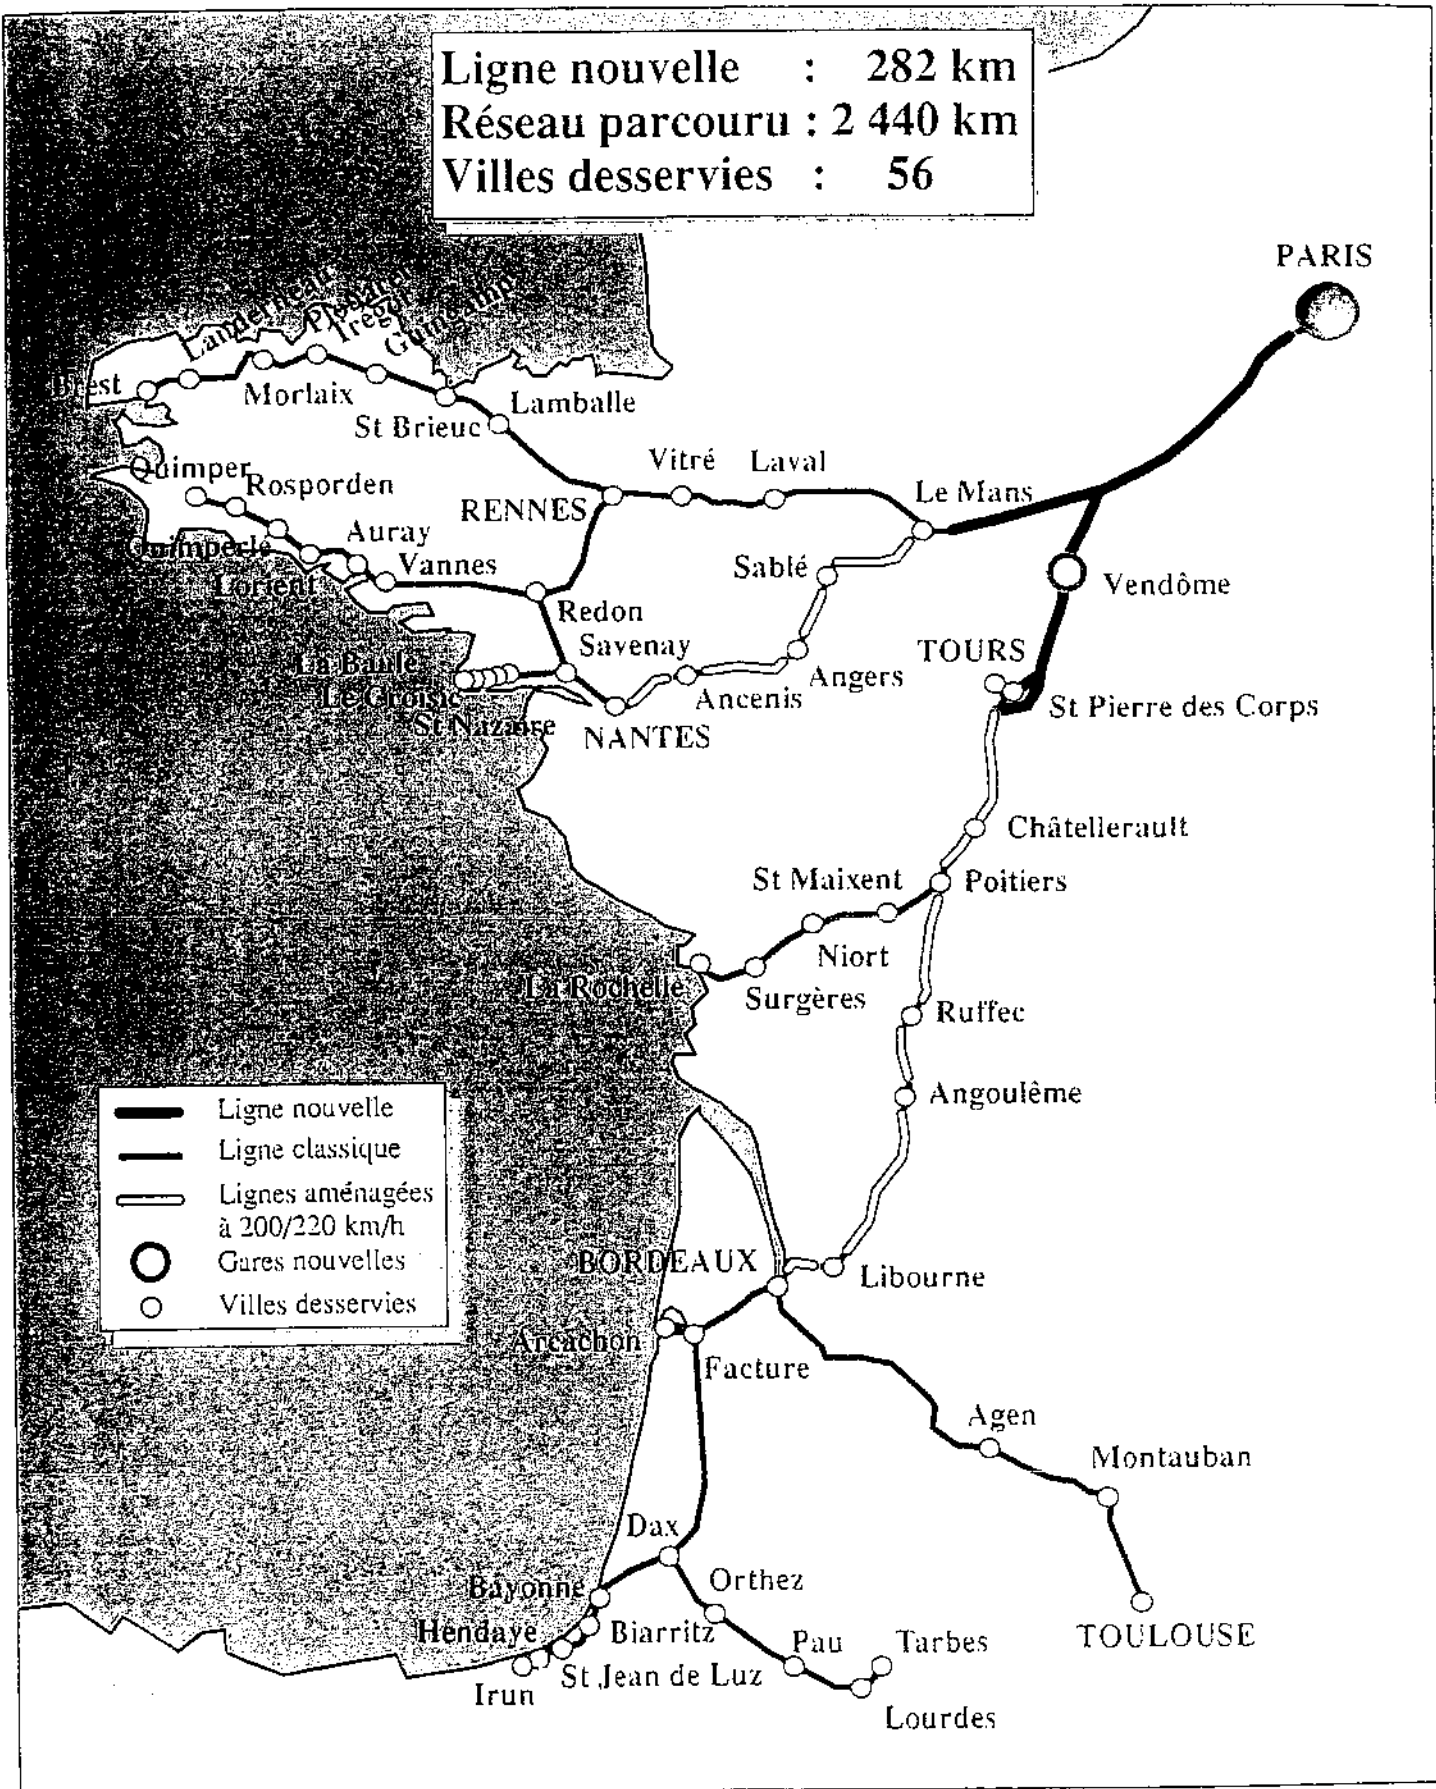 Ligne nouvelle : 282 km
Réseau parcouru : 2 440 km
Villes desservies : 56
PARIS
Landerneau
Trégor
Guingamp
Brest
Morlaix
Lamballe
St Brieuc
Quimper
Rosporden
Vitré
Laval
Le Mans
RENNES
Auray
Quimperlé
Vannes
Sablé
Lorient
Vendôme
Redon
Savenay
TOURS
La Baule
Angers
Le Croisic
Ancenis
St Pierre des Corps
St Nazaire
NANTES
Châtellerault
St Maixent
Poitiers
Niort
La Rochelle
Surgères
Ruffec
Angoulême
Ligne nouvelle
Ligne classique
Lignes aménagées
à 200/220 km/h
Gares nouvelles
Villes desservies
BORDEAUX
Libourne
Arcachon
Facture
Agen
Montauban
Dax
Orthez
Bayonne
Hendaye
Biarritz
Pau
Tarbes
TOULOUSE
St Jean de Luz
Irun
Lourdes